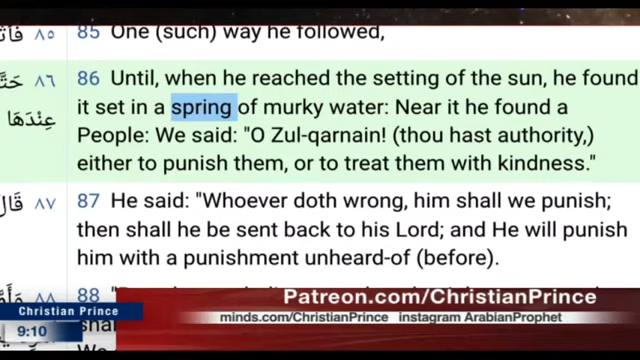 ٨٥
85 One (such) way he followed,
٨٦
86 Until, when he reached the setting of the sun, he found
عِنْدَهَا
it set in a spring of murky water: Near it he found a
People: We said: "O Zul-qarnain! (thou hast authority,)
either to punish them, or to treat them with kindness."
٨٧
87 He said: "Whoever doth wrong, him shall we punish;
then shall he be sent back to his Lord; and He will punish
him with a punishment unheard-of (before).
٨٨
88
Patreon.com/ChristianPrince
Christian Prince
minds.com/ChristianPrince instagram ArabianProphet
9:10